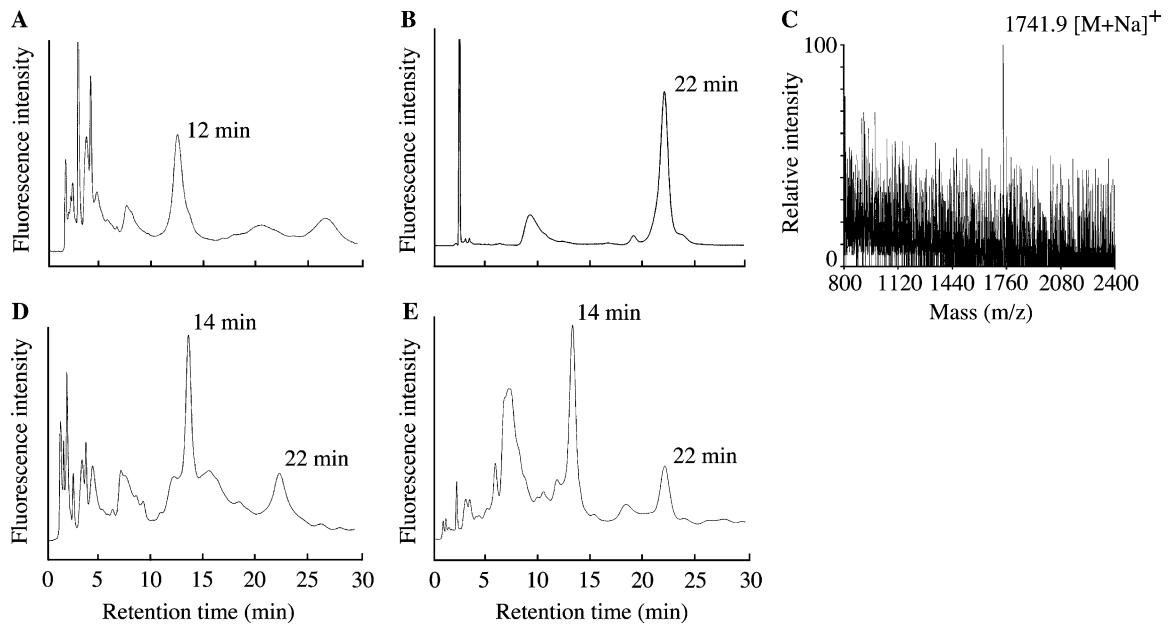 A
Fluorescence intensity
12 min
B
Fluorescence intensity
22 min
C
1741.9 [M+Na]+
Relative intensity
100
0
800 1120 1440 1760 2080 2400
Mass (m/z)
D
Fluorescence intensity
14 min
22 min
0 5 10 15 20 25 30
Retention time (min)
E
Fluorescence intensity
14 min
22 min
0 5 10 15 20 25 30
Retention time (min)